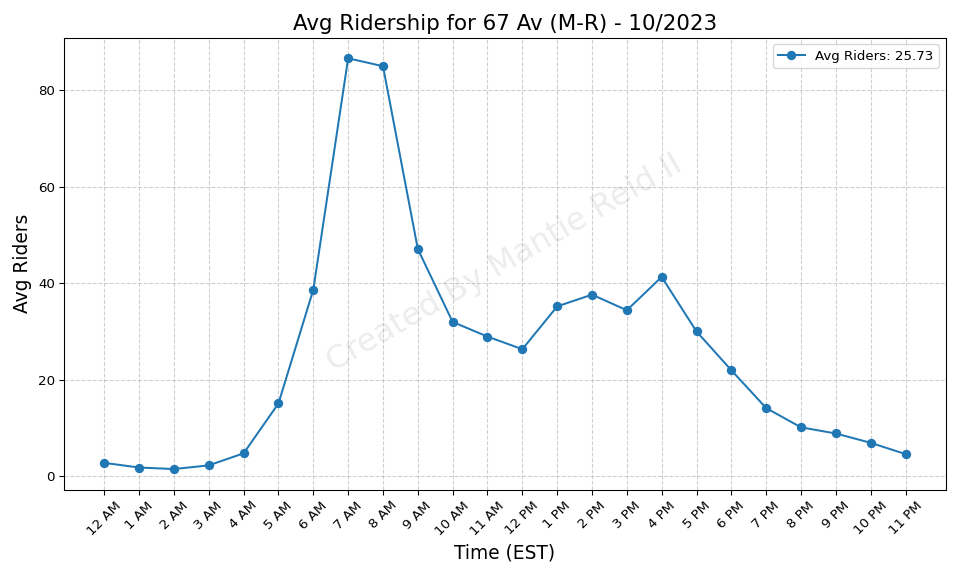 Avg Ridership for 67 Av (M-R) - 10/2023
Avg Riders: 25.73
Avg Riders
80
60
40
20
0
Created By Mantle Reid II
12 AM
1 AM
2 AM
3 AM
4 AM
5 AM
6 AM
7 AM
8 AM
9 AM
10 AM
11 AM
12 PM
1 PM
2 PM
3 PM
4 PM
5 PM
6 PM
7 PM
8 PM
9 PM
10 PM
11 PM
Time (EST)